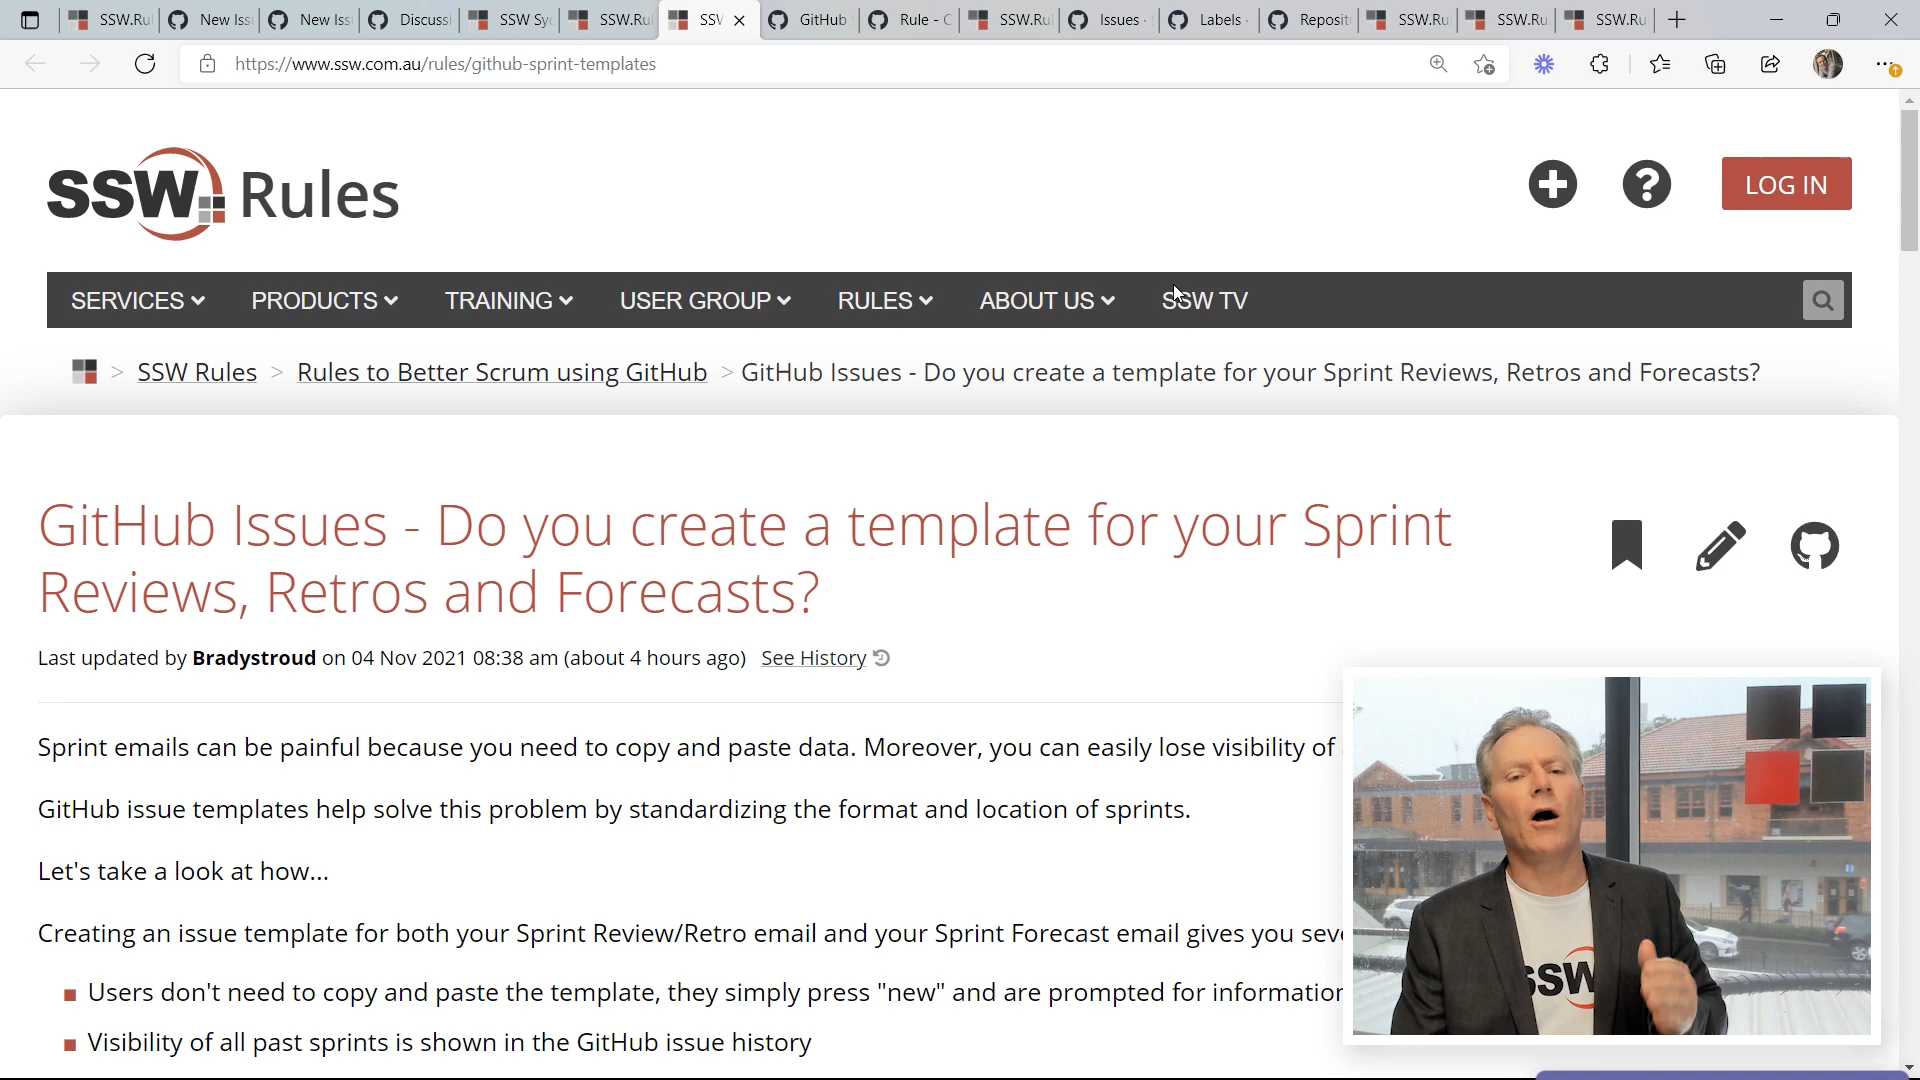 SSW.Ru
New Iss
New Iss
Discussi
SSW Sy
SSW.Ru
SSV
GitHub
Rule - C
SSW.Ru
Issues ·
Labels ·
Reposit
SSW.Ru
SSW.Ru
SSW.Ru
https://www.ssw.com.au/rules/github-sprint-templates
SSW Rules
LOG IN
SERVICES PRODUCTS TRAINING USER GROUP RULES ABOUT US SSW TV
> SSW Rules > Rules to Better Scrum using GitHub > GitHub Issues - Do you create a template for your Sprint Reviews, Retros and Forecasts?
GitHub Issues - Do you create a template for your Sprint
Reviews, Retros and Forecasts?
Last updated by Bradystroud on 04 Nov 2021 08:38 am (about 4 hours ago) See History
Sprint emails can be painful because you need to copy and paste data. Moreover, you can easily lose visibility of
GitHub issue templates help solve this problem by standardizing the format and location of sprints.
Let's take a look at how...
Creating an issue template for both your Sprint Review/Retro email and your Sprint Forecast email gives you seve
Users don't need to copy and paste the template, they simply press "new" and are prompted for information
Visibility of all past sprints is shown in the GitHub issue history
SSW